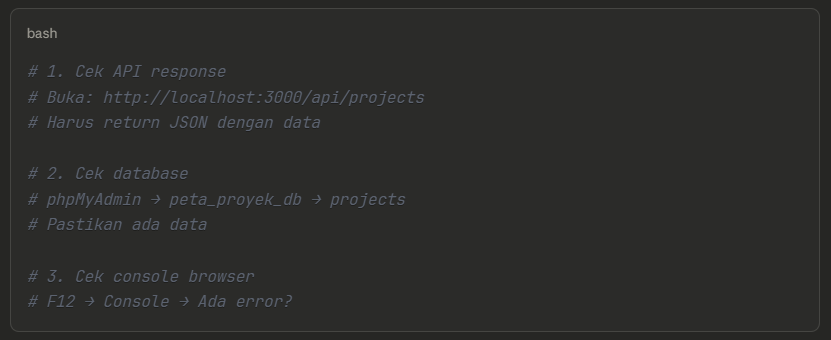 bash
# 1. Cek API response
# Buka: http://localhost:3000/api/projects
# Harus return JSON dengan data
# 2. Cek database
# phpMyAdmin → peta_proyek_db → projects
# Pastikan ada data
# 3. Cek console browser
# F12 → Console → Ada error?